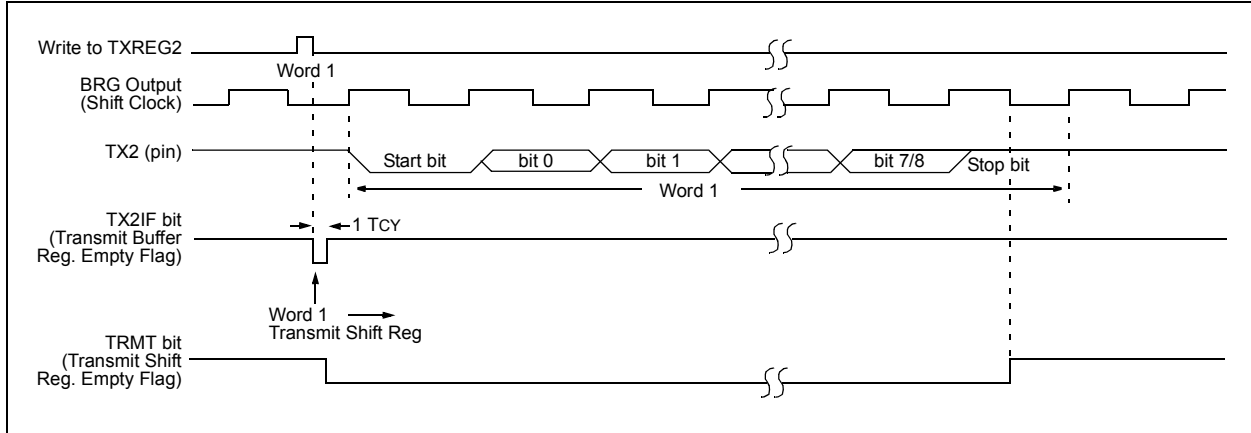 Write to TXREG2
Word 1
BRG Output
(Shift Clock)
TX2 (pin)
Start bit
bit 0
bit 1
bit 7/8
Stop bit
Word 1
TX2IF bit
(Transmit Buffer
Reg. Empty Flag)
1 TCY
Word 1
Transmit Shift Reg
TRMT bit
(Transmit Shift
Reg. Empty Flag)